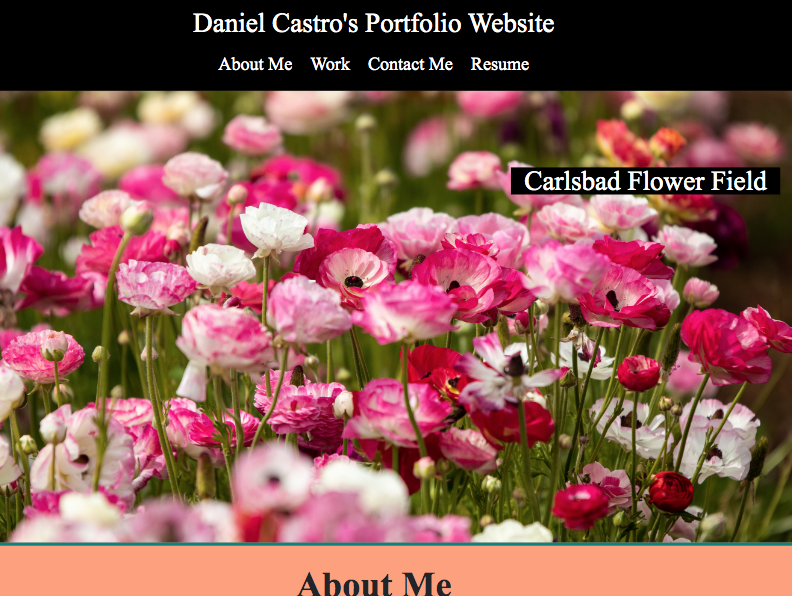 Daniel Castro's Portfolio Website
About Me Work Contact Me Resume
Carlsbad Flower Field
About Me